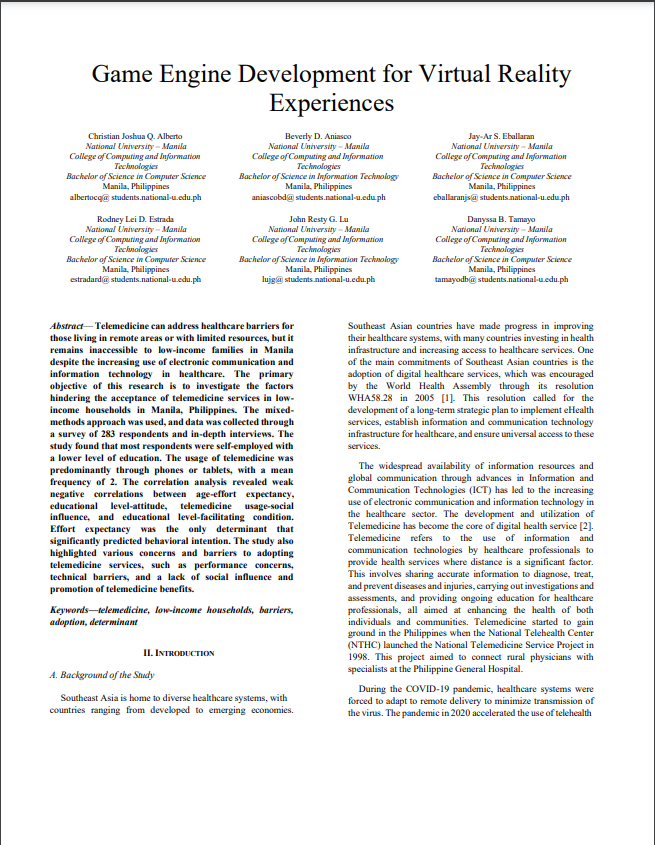 Game Engine Development for Virtual Reality
Experiences
Christian Joshua Q. Alberto
National University – Manila
College of Computing and Information
Technologies
Bachelor of Science in Computer Science
Manila, Philippines
albertocq@ students.national-u.edu.ph
Beverly D. Aniasco
National University – Manila
College of Computing and Information
Technologies
Bachelor of Science in Information Technology
Manila, Philippines
aniascobd@ students.national-u.edu.ph
Jay-Ar S. Eballaran
National University – Manila
College of Computing and Information
Technologies
Bachelor of Science in Computer Science
Manila, Philippines
eballaranjs@ students.national-u.edu.ph
Rodney Lei D. Estrada
National University – Manila
College of Computing and Information
Technologies
Bachelor of Science in Computer Science
Manila, Philippines
estradard@ students.national-u.edu.ph
John Resty G. Lu
National University – Manila
College of Computing and Information
Technologies
Bachelor of Science in Information Technology
Manila, Philippines
lujg@ students.national-u.edu.ph
Danyssa B. Tamayo
National University – Manila
College of Computing and Information
Technologies
Bachelor of Science in Computer Science
Manila, Philippines
tamayodb@ students.national-u.edu.ph
Abstract— Telemedicine can address healthcare barriers for
those living in remote areas or with limited resources, but it
remains inaccessible to low-income families in Manila
despite the increasing use of electronic communication and
information technology in healthcare. The primary
objective of this research is to investigate the factors
hindering the acceptance of telemedicine services in low-
income households in Manila, Philippines. The mixed-
methods approach was used, and data was collected through
a survey of 283 respondents and in-depth interviews. The
study found that most respondents were self-employed with
a lower level of education. The usage of telemedicine was
predominantly through phones or tablets, with a mean
frequency of 2. The correlation analysis revealed weak
negative correlations between age-effort expectancy,
educational level-attitude, telemedicine usage-social
influence, and educational level-facilitating condition.
Effort expectancy was the only determinant that
significantly predicted behavioral intention. The study also
highlighted various concerns and barriers to adopting
telemedicine services, such as performance concerns,
technical barriers, and a lack of social influence and
promotion of telemedicine benefits.
Keywords—telemedicine, low-income households, barriers,
adoption, determinant
II. INTRODUCTION
A. Background of the Study
Southeast Asia is home to diverse healthcare systems, with
countries ranging from developed to emerging economies.
Southeast Asian countries have made progress in improving
their healthcare systems, with many countries investing in health
infrastructure and increasing access to healthcare services. One
of the main commitments of Southeast Asian countries is the
adoption of digital healthcare services, which was encouraged
by the World Health Assembly through its resolution
WHA58.28 in 2005 [1]. This resolution called for the
development of a long-term strategic plan to implement eHealth
services, establish information and communication technology
infrastructure for healthcare, and ensure universal access to these
services.
The widespread availability of information resources and
global communication through advances in Information and
Communication Technologies (ICT) has led to the increasing
use of electronic communication and information technology in
the healthcare sector. The development and utilization of
Telemedicine has become the core of digital health service [2].
Telemedicine refers to the use of information and
communication technologies by healthcare professionals to
provide health services where distance is a significant factor.
This involves sharing accurate information to diagnose, treat,
and prevent diseases and injuries, carrying out investigations and
assessments, and providing ongoing education for healthcare
professionals, all aimed at enhancing the health of both
individuals and communities. Telemedicine started to gain
ground in the Philippines when the National Telehealth Center
(NTHC) launched the National Telemedicine Service Project in
1998. This project aimed to connect rural physicians with
specialists at the Philippine General Hospital.
During the COVID-19 pandemic, healthcare systems were
forced to adapt to remote delivery to minimize transmission of
the virus. The pandemic in 2020 accelerated the use of telehealth